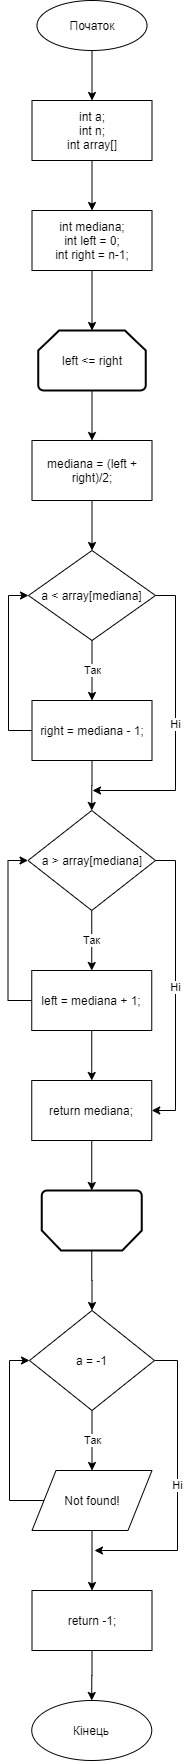 Початок
int a;
int n;
int array[]
int mediana;
int left = 0;
int right = n-1;
left <= right
mediana = (left +
right)/2;
a < array[mediana]
Так
Ні
right = mediana - 1;
a > array[mediana]
Так
Ні
left = mediana + 1;
return mediana;
a = -1
Так
Ні
Not found!
return -1;
Кінець